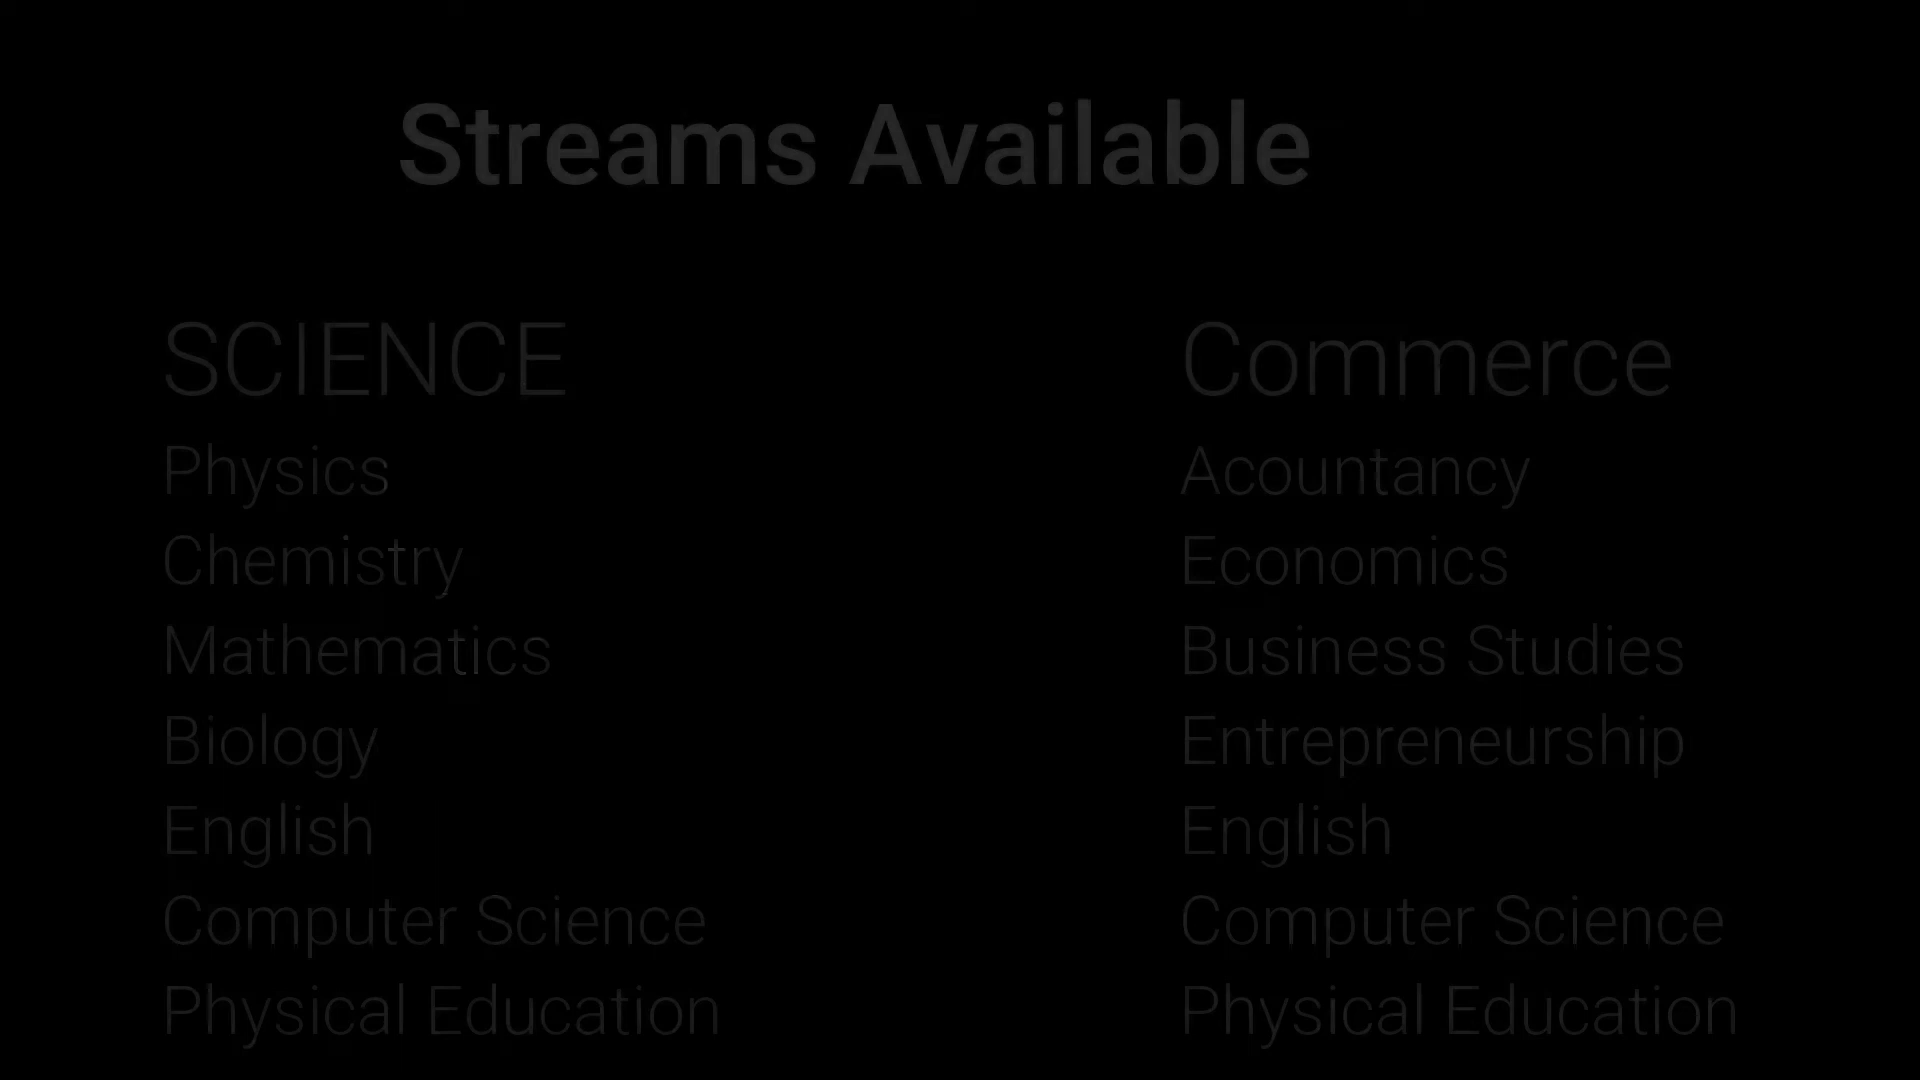 Streams Available
SCIENCE
Physics
Chemistry
Mathematics
Biology
English
Computer Science
Physical Education
Commerce
Acountancy
Economics
Business Studies
Entrepreneurship
English
Computer Science
Physical Education